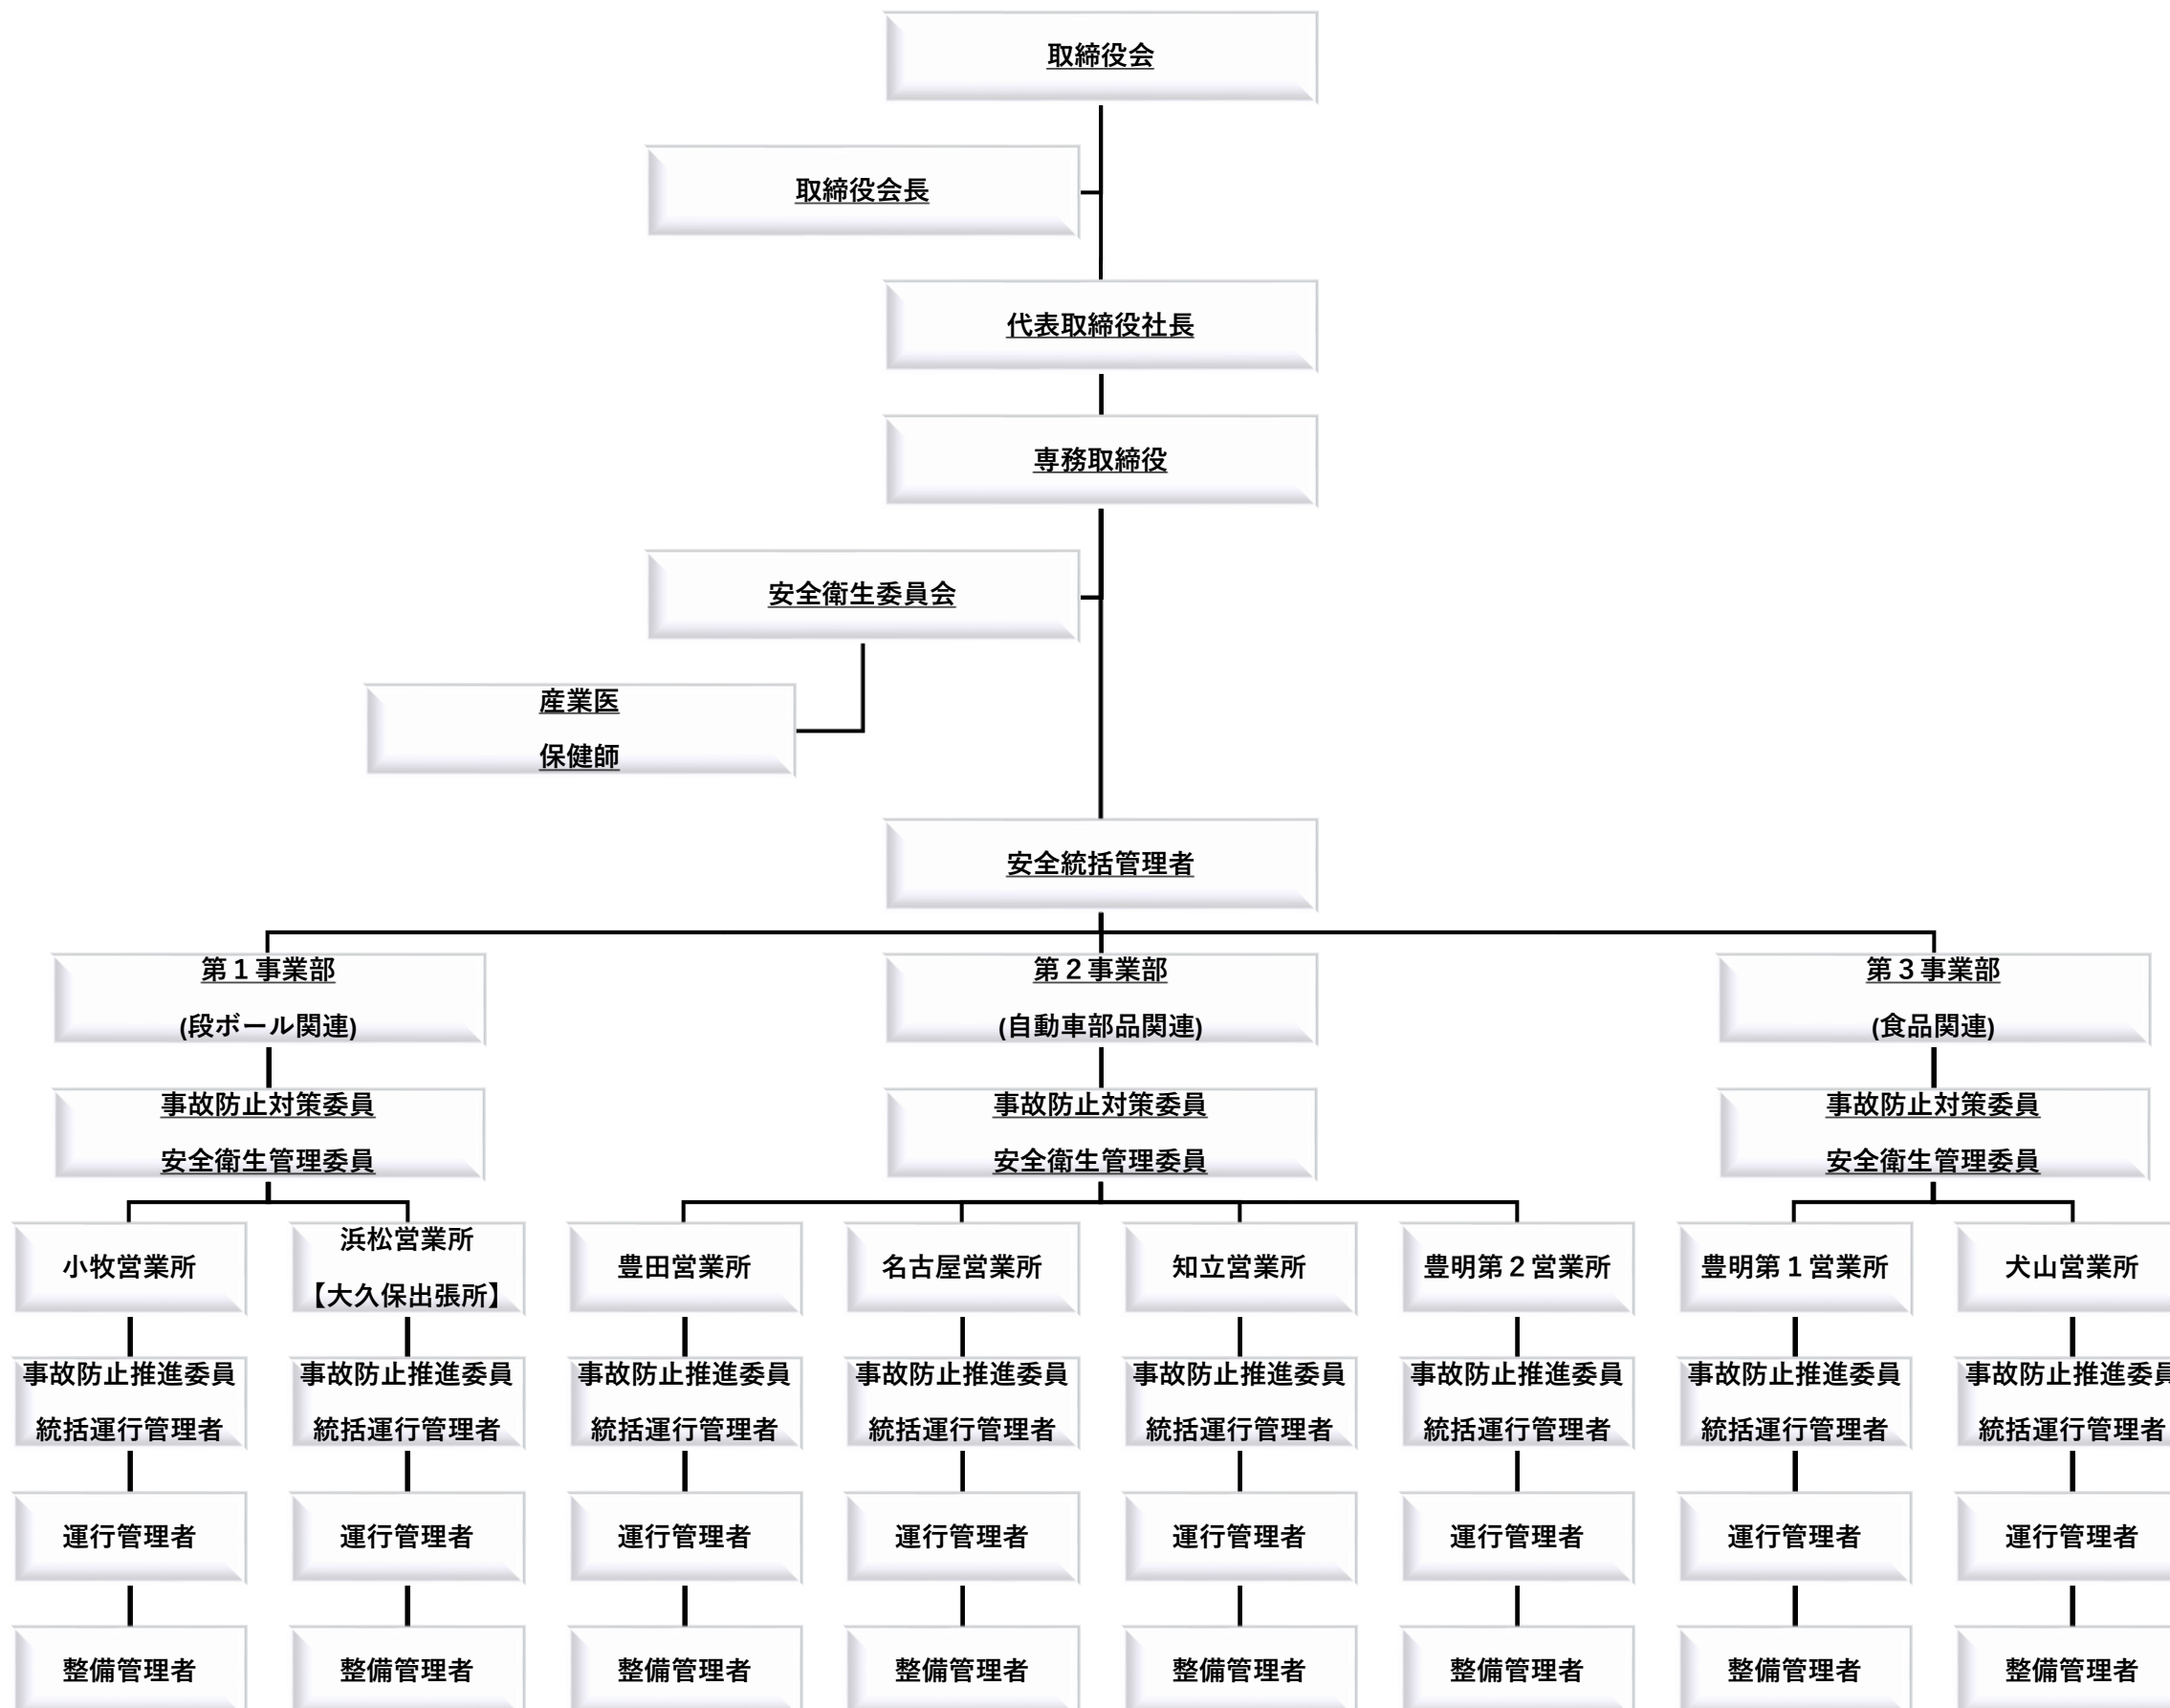 取締役会
取締役会長
代表取締役社長
専務取締役
安全衛生委員会
産業医
保健師
安全統括管理者
第1事業部
(段ボール関連)
第2事業部
(自動車部品関連)
第3事業部
(食品関連)
事故防止対策委員
安全衛生管理委員
事故防止対策委員
安全衛生管理委員
事故防止対策委員
安全衛生管理委員
小牧営業所
浜松営業所
【大久保出張所】
豊田営業所
名古屋営業所
知立営業所
豊明第2営業所
豊明第1営業所
犬山営業所
事故防止推進委員
統括運行管理者
事故防止推進委員
統括運行管理者
事故防止推進委員
統括運行管理者
事故防止推進委員
統括運行管理者
事故防止推進委員
統括運行管理者
事故防止推進委員
統括運行管理者
事故防止推進委員
統括運行管理者
事故防止推進委員
統括運行管理者
運行管理者
運行管理者
運行管理者
運行管理者
運行管理者
運行管理者
運行管理者
運行管理者
整備管理者
整備管理者
整備管理者
整備管理者
整備管理者
整備管理者
整備管理者
整備管理者